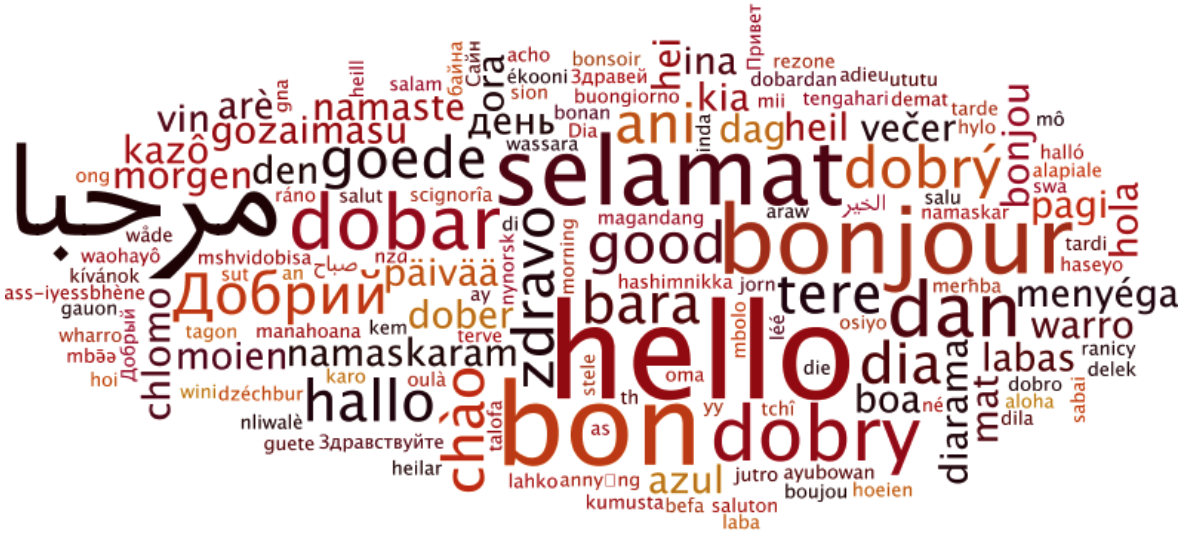 Привет
acho bonsoir hei ina rezone
байна Сайн ékooni Здравей dobardan adieu ututu
gna heill salam dora sion buongiorno kia mii tengahari demat
vin arè namaste bonan ani tarde bonjou
gozaimasu день Dia inda dag heil večer hylo mô
kazô den goede wassara selamat dobrý halló
ong morgen alapiale
ráno salut scignorîa swa
مرحبا dobar di magandang araw الخير salu namaskar pagi hola
wåde zdravo good bonjour tardi
waohayô mshvidobisa nza nynorsk morning haseyo
kívánok sut an صباح päivää hashimnikka jorn merħba
ass-iyessbhène Добрий ay bara tere dan menyéga
gauon chlomo dober mbolo léé osiyo
wharro Добрый tagon manahoana kem terve hello warro
mbāə moien namaskaram stele dia diarama labas ranicy
hoi karo oulà oma die delek
wini dzéchbur hallo chào th boa né mat dobro sabai
nliwalè talofa bon as yy tchî dobry aloha
guete Здравствуйте dila
heilar
lahko azul jutro ayubowan
boujou hoeien
kumusta befa saluton
laba